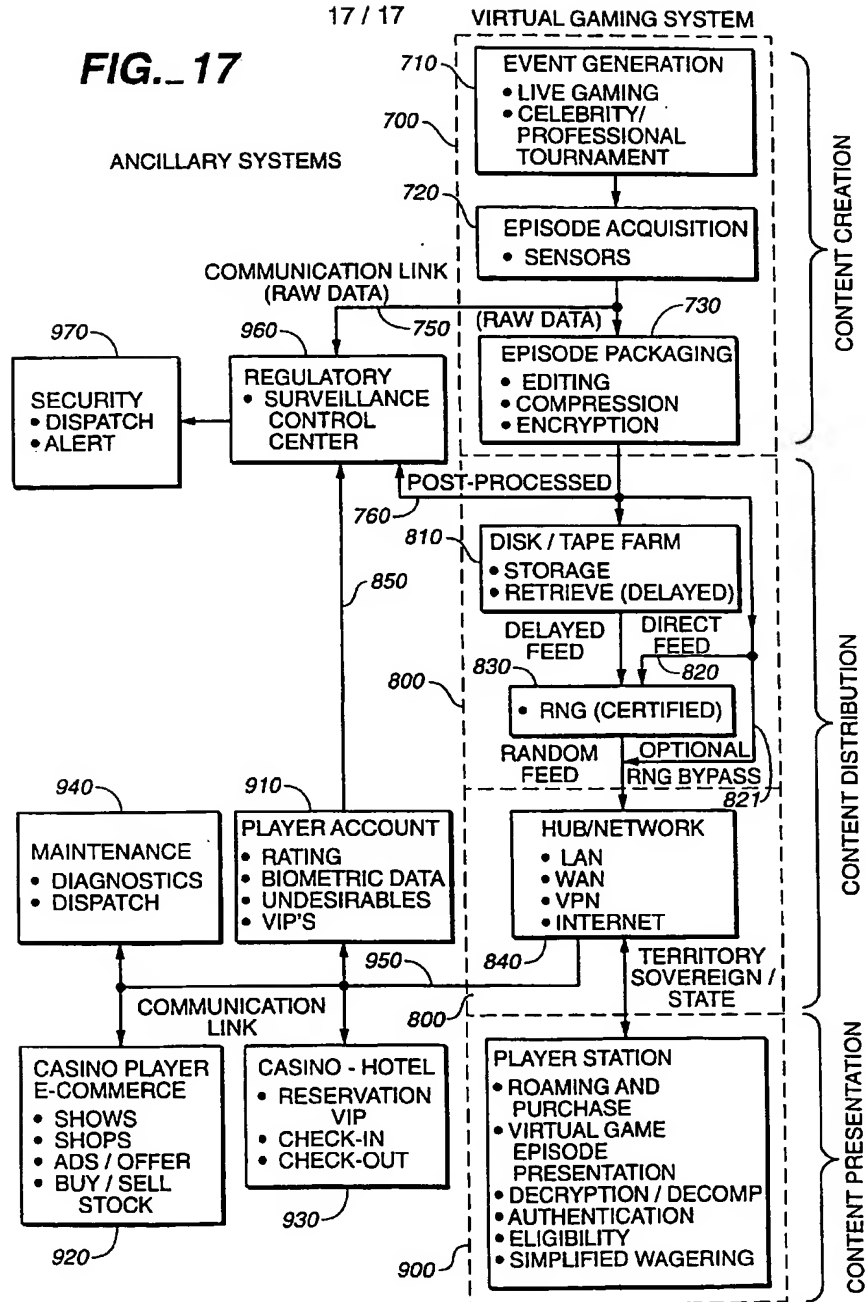 17 / 17
VIRTUAL GAMING SYSTEM
FIG._17
710
EVENT GENERATION
• LIVE GAMING
• CELEBRITY/
PROFESSIONAL
TOURNAMENT
700
ANCILLARY SYSTEMS
720
EPISODE ACQUISITION
• SENSORS
CONTENT CREATION
COMMUNICATION LINK
(RAW DATA)
750
(RAW DATA)
730
970
SECURITY
• DISPATCH
• ALERT
960
REGULATORY
• SURVEILLANCE
CONTROL
CENTER
EPISODE PACKAGING
• EDITING
• COMPRESSION
• ENCRYPTION
POST-PROCESSED
760
810
DISK / TAPE FARM
• STORAGE
• RETRIEVE (DELAYED)
850
DELAYED
FEED
DIRECT
FEED
820
800
830
• RNG (CERTIFIED)
RANDOM
FEED
OPTIONAL
RNG BYPASS
821
CONTENT DISTRIBUTION
940
MAINTENANCE
• DIAGNOSTICS
• DISPATCH
910
PLAYER ACCOUNT
• RATING
• BIOMETRIC DATA
• UNDESIRABLES
• VIP'S
HUB/NETWORK
• LAN
• WAN
• VPN
• INTERNET
840
950
COMMUNICATION
LINK
800
TERRITORY
SOVEREIGN /
STATE
CASINO PLAYER
E-COMMERCE
• SHOWS
• SHOPS
• ADS / OFFER
• BUY / SELL
STOCK
920
CASINO - HOTEL
• RESERVATION
VIP
• CHECK-IN
• CHECK-OUT
930
PLAYER STATION
• ROAMING AND
PURCHASE
• VIRTUAL GAME
EPISODE
PRESENTATION
• DECRYPTION / DECOMP
• AUTHENTICATION
• ELIGIBILITY
• SIMPLIFIED WAGERING
900
CONTENT PRESENTATION